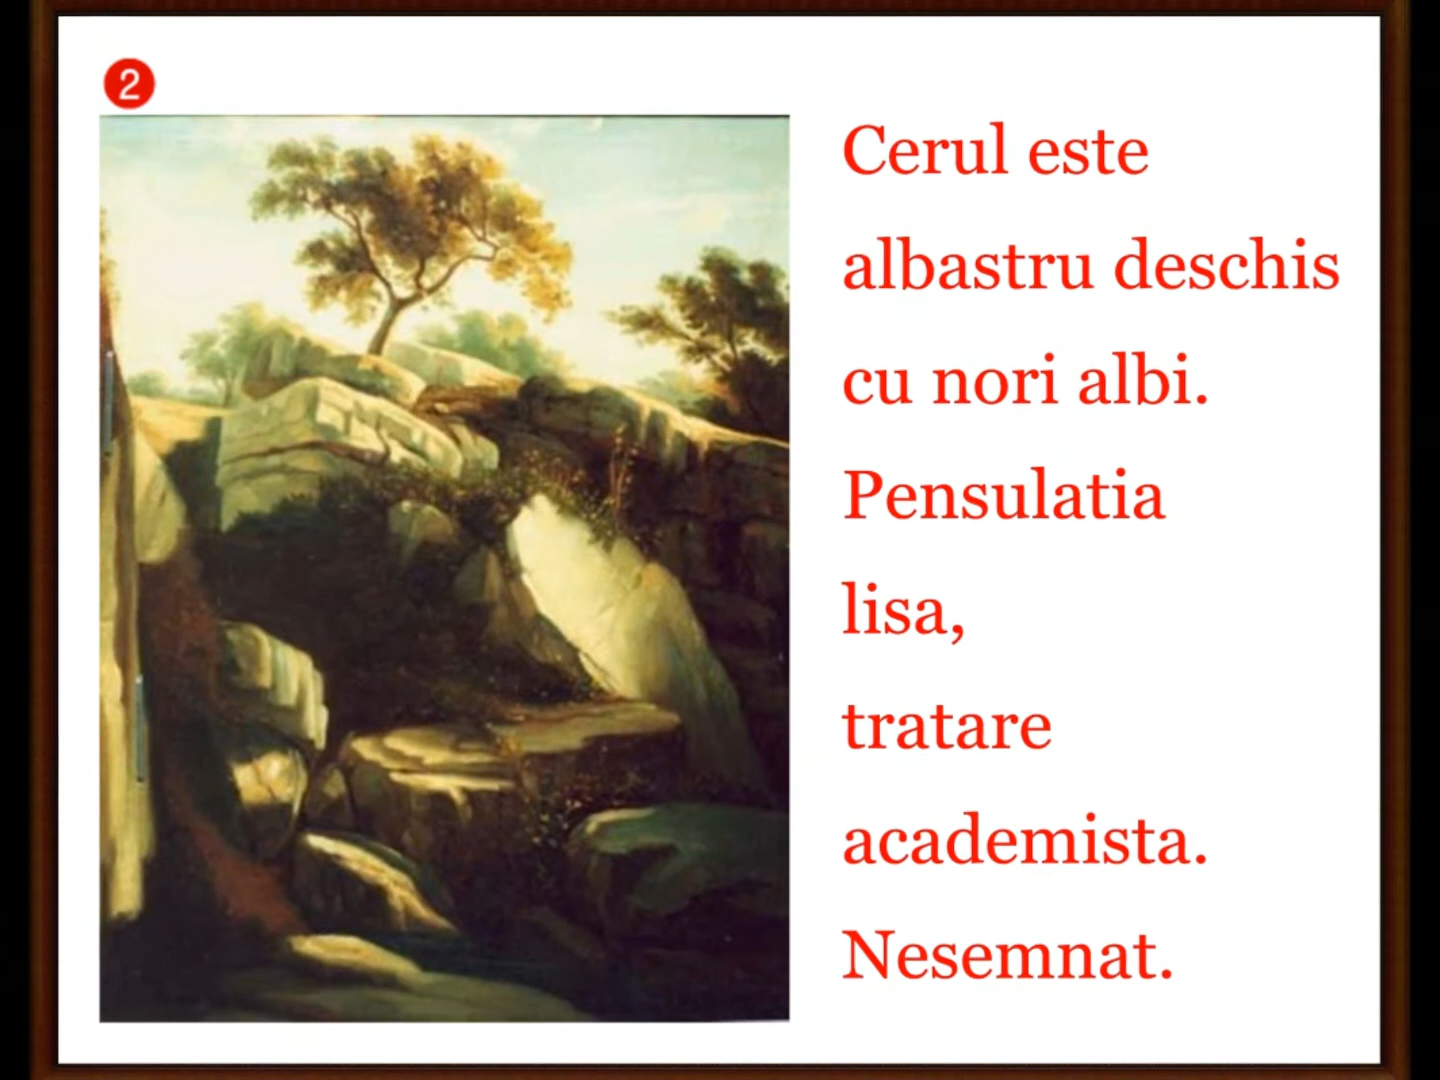 2
Cerul este
albastru deschis
cu nori albi.
Pensulatia
lisa,
tratare
academista.
Nesemnat.